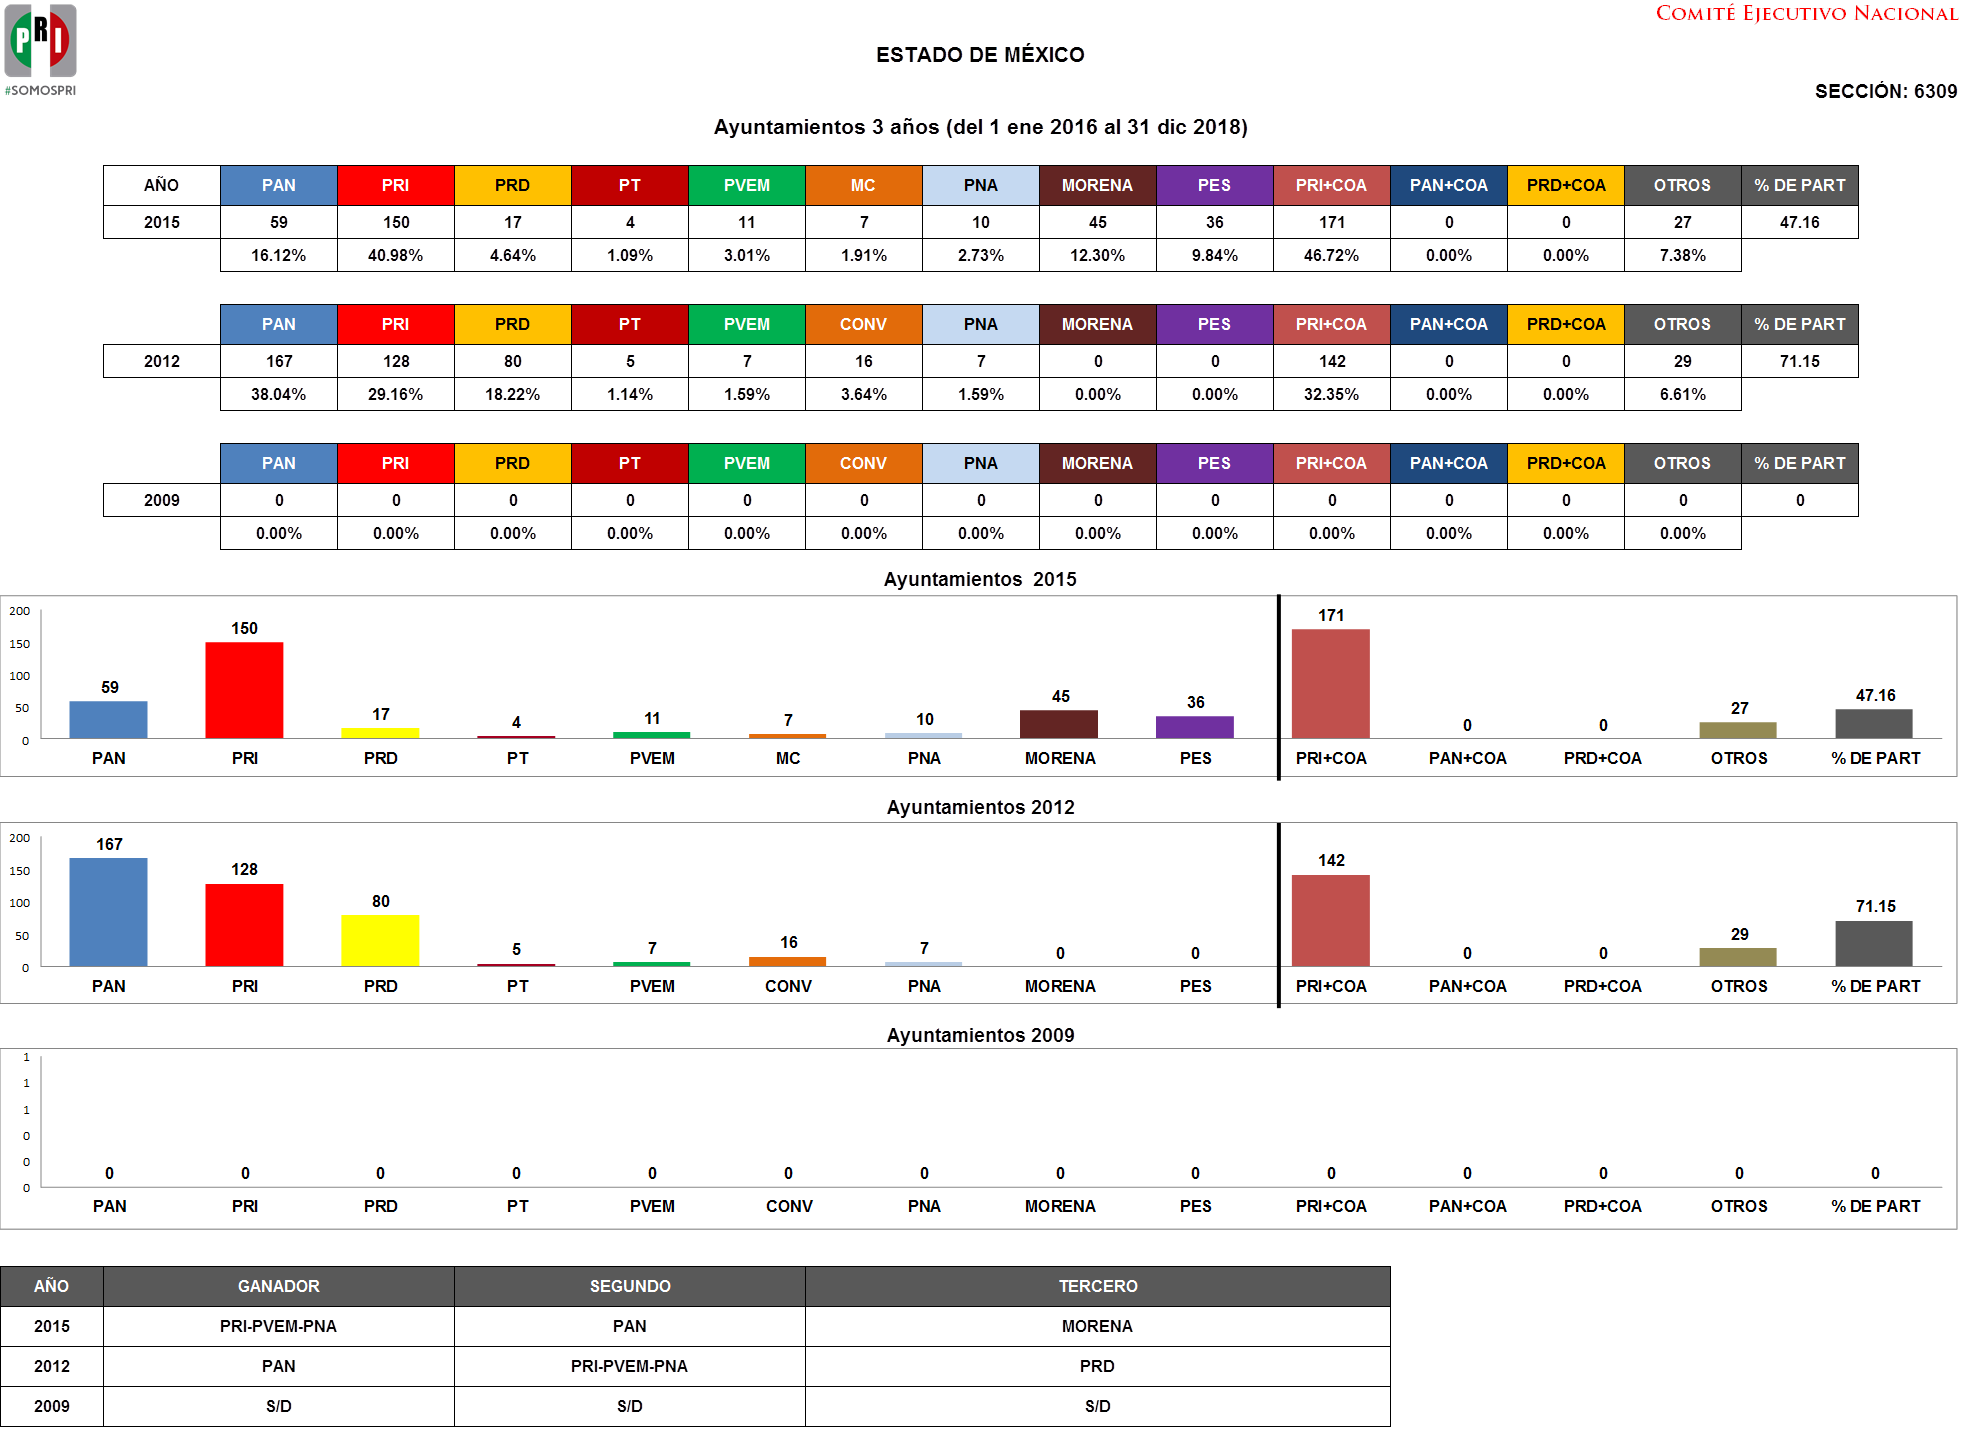 PRI
#SOMOSPRI
COMITÉ EJECUTIVO NACIONAL
ESTADO DE MÉXICO
SECCIÓN: 6309
Ayuntamientos 3 años (del 1 ene 2016 al 31 dic 2018)
AÑO PAN PRI PRD PT PVEM MC PNA MORENA PES PRI+COA PAN+COA PRD+COA OTROS % DE PART
2015 59 150 17 4 11 7 10 45 36 171 0 0 27 47.16
16.12% 40.98% 4.64% 1.09% 3.01% 1.91% 2.73% 12.30% 9.84% 46.72% 0.00% 0.00% 7.38%
PAN PRI PRD PT PVEM CONV PNA MORENA PES PRI+COA PAN+COA PRD+COA OTROS % DE PART
2012 167 128 80 5 7 16 7 0 0 142 0 0 29 71.15
38.04% 29.16% 18.22% 1.14% 1.59% 3.64% 1.59% 0.00% 0.00% 32.35% 0.00% 0.00% 6.61%
PAN PRI PRD PT PVEM CONV PNA MORENA PES PRI+COA PAN+COA PRD+COA OTROS % DE PART
2009 0 0 0 0 0 0 0 0 0 0 0 0 0 0
0.00% 0.00% 0.00% 0.00% 0.00% 0.00% 0.00% 0.00% 0.00% 0.00% 0.00% 0.00% 0.00%
Ayuntamientos 2015
200
150
100
50
0
59 150 17 4 11 7 10 45 36 171 0 0 27 47.16
PAN PRI PRD PT PVEM MC PNA MORENA PES PRI+COA PAN+COA PRD+COA OTROS % DE PART
Ayuntamientos 2012
200
150
100
50
0
167 128 80 5 7 16 7 0 0 142 0 0 29 71.15
PAN PRI PRD PT PVEM CONV PNA MORENA PES PRI+COA PAN+COA PRD+COA OTROS % DE PART
Ayuntamientos 2009
1
1
1
0
0
0
0 0 0 0 0 0 0 0 0 0 0 0 0 0
PAN PRI PRD PT PVEM CONV PNA MORENA PES PRI+COA PAN+COA PRD+COA OTROS % DE PART
AÑO GANADOR SEGUNDO TERCERO
2015 PRI-PVEM-PNA PAN MORENA
2012 PAN PRI-PVEM-PNA PRD
2009 S/D S/D S/D